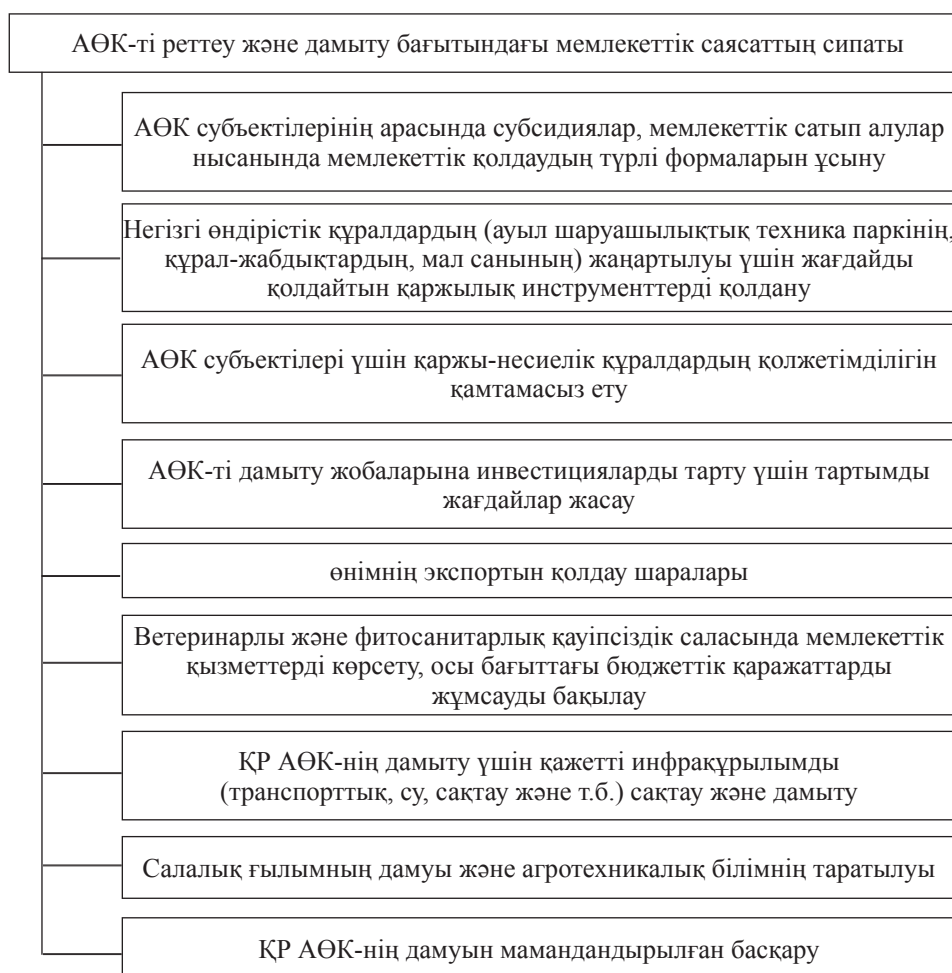 АӨК-ті реттеу және дамыту бағытындағы мемлекеттік саясаттың сипаты
АӨК субъектілерінің арасында субсидиялар, мемлекеттік сатып алулар
нысанында мемлекеттік қолдаудың түрлі формаларын ұсыну
Негізгі өндірістік құралдардың (ауыл шаруашылықтық техника паркінің,
құрал-жабдықтардың, мал санының) жаңартылуы үшін жағдайды
қолдайтын қаржылық инструменттерді қолдану
АӨК субъектілері үшін қаржы-несиелік құралдардың қолжетімділігін
қамтамасыз ету
АӨК-ті дамыту жобаларына инвестицияларды тарту үшін тартымды
жағдайлар жасау
өнімнің экспортын қолдау шаралары
Ветеринарлы және фитосанитарлық қауіпсіздік саласында мемлекеттік
қызметтерді көрсету, осы бағыттағы бюджеттік қаражаттарды
жұмсауды бақылау
ҚР АӨК-нің дамыту үшін қажетті инфрақұрылымды
(транспорттық, су, сақтау және т.б.) сақтау және дамыту
Салалық ғылымның дамуы және агротехникалық білімнің таратылуы
ҚР АӨК-нің дамуын мамандандырылған басқару